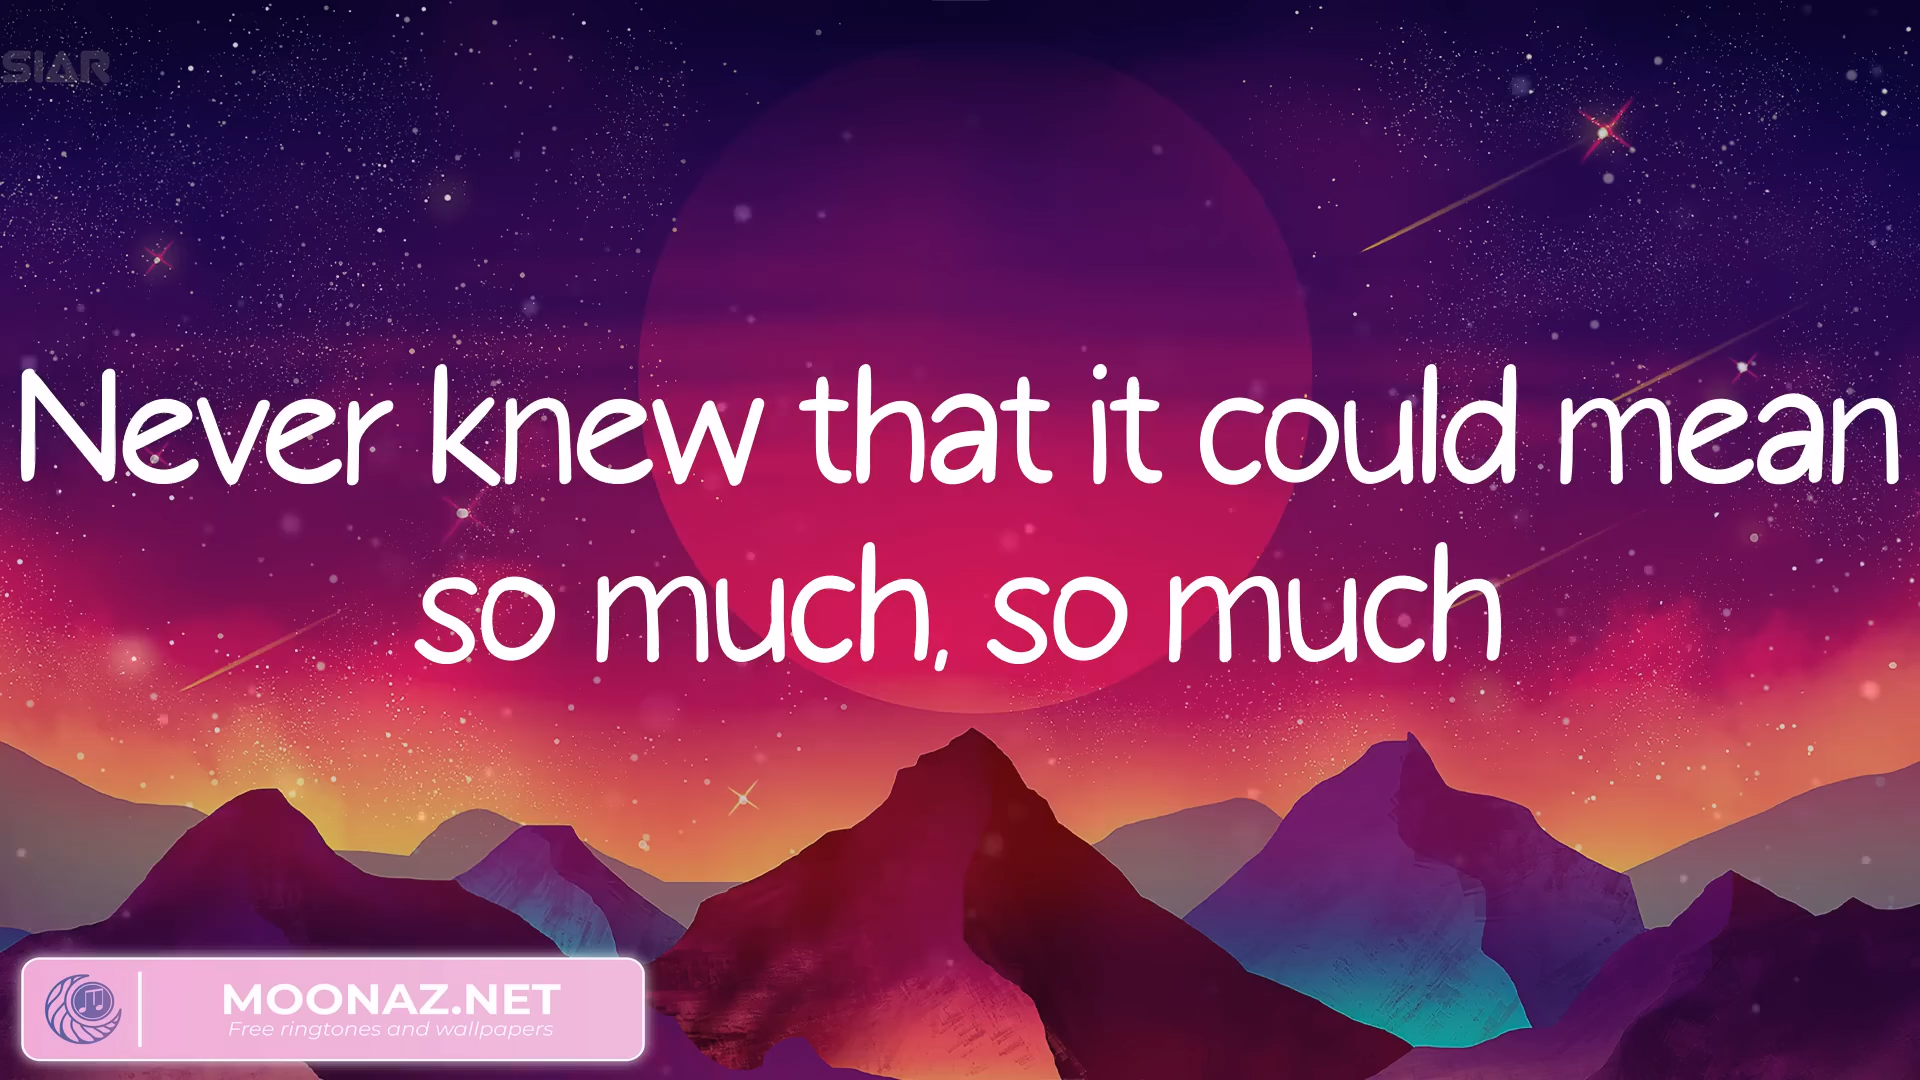 SIAR
Never knew that it could mean
so much, so much
MOONAZ.NET
Free ringtones and wallpapers